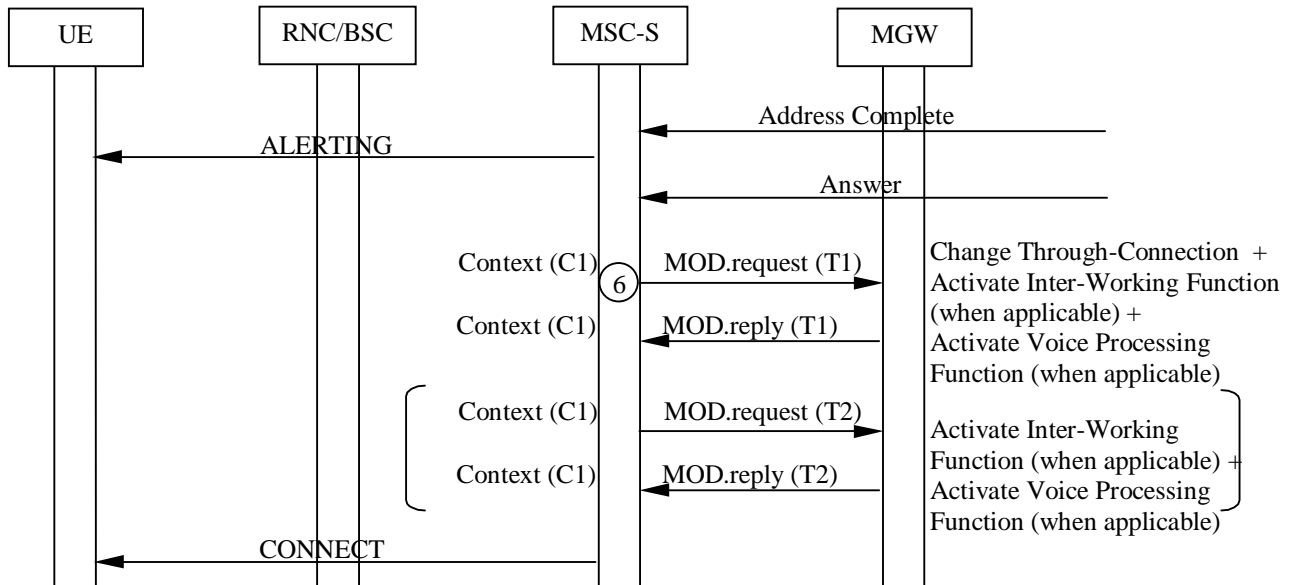 UE
RNC/BSC
MSC-S
MGW
Address Complete
ALERTING
Answer
Context (C1)
6
MOD.request (T1)
Change Through-Connection +
Activate Inter-Working Function
(when applicable) +
Activate Voice Processing
Function (when applicable)
Context (C1)
MOD.reply (T1)
Context (C1)
MOD.request (T2)
Activate Inter-Working
Function (when applicable) +
Activate Voice Processing
Function (when applicable)
Context (C1)
MOD.reply (T2)
CONNECT